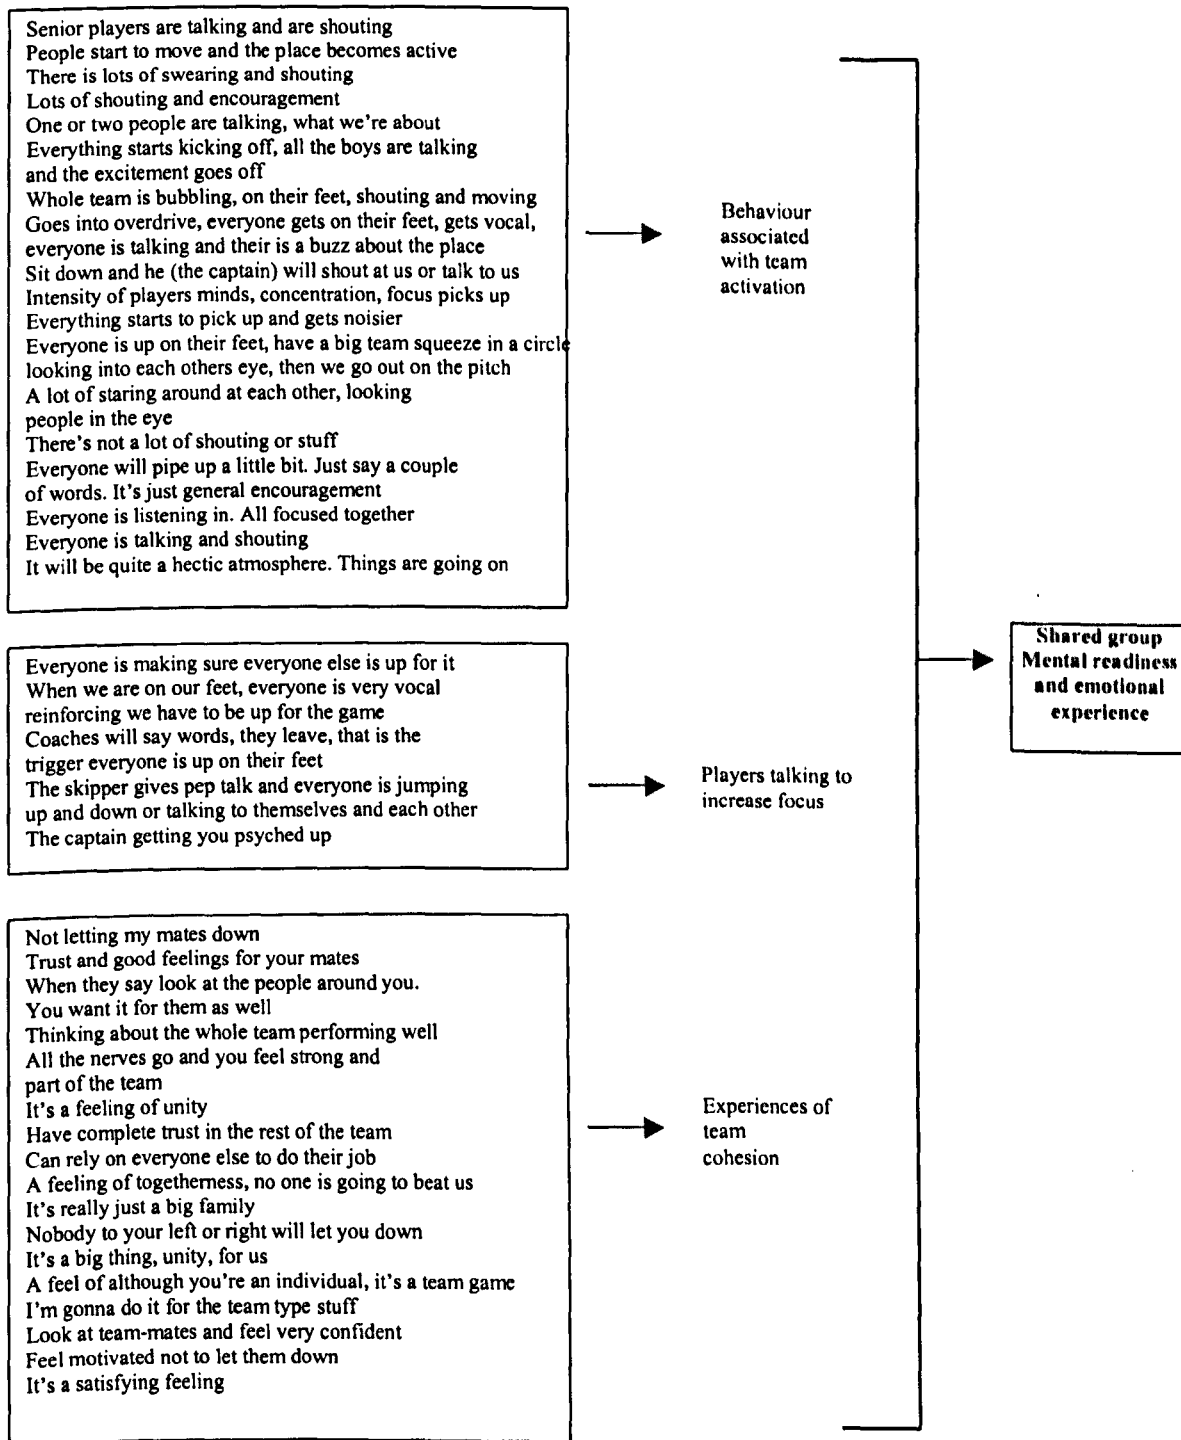 Senior players are talking and are shouting
People start to move and the place becomes active
There is lots of swearing and shouting
Lots of shouting and encouragement
One or two people are talking, what we're about
Everything starts kicking off, all the boys are talking
and the excitement goes off
Whole team is bubbling, on their feet, shouting and moving
Goes into overdrive, everyone gets on their feet, gets vocal,
everyone is talking and their is a buzz about the place
Sit down and he (the captain) will shout at us or talk to us
Intensity of players minds, concentration, focus picks up
Everything starts to pick up and gets noisier
Everyone is up on their feet, have a big team squeeze in a circle
looking into each others eye, then we go out on the pitch
A lot of staring around at each other, looking
people in the eye
There's not a lot of shouting or stuff
Everyone will pipe up a little bit. Just say a couple
of words. It's just general encouragement
Everyone is listening in. All focused together
Everyone is talking and shouting
It will be quite a hectic atmosphere. Things are going on
Behaviour
associated
with team
activation
Everyone is making sure everyone else is up for it
When we are on our feet, everyone is very vocal
reinforcing we have to be up for the game
Coaches will say words, they leave, that is the
trigger everyone is up on their feet
The skipper gives pep talk and everyone is jumping
up and down or talking to themselves and each other
The captain getting you psyched up
Players talking to
increase focus
Not letting my mates down
Trust and good feelings for your mates
When they say look at the people around you.
You want it for them as well
Thinking about the whole team performing well
All the nerves go and you feel strong and
part of the team
It's a feeling of unity
Have complete trust in the rest of the team
Can rely on everyone else to do their job
A feeling of togetherness, no one is going to beat us
It's really just a big family
Nobody to your left or right will let you down
It's a big thing, unity, for us
A feel of although you're an individual, it's a team game
I'm gonna do it for the team type stuff
Look at team-mates and feel very confident
Feel motivated not to let them down
It's a satisfying feeling
Experiences of
team
cohesion
Shared group
Mental readiness
and emotional
experience